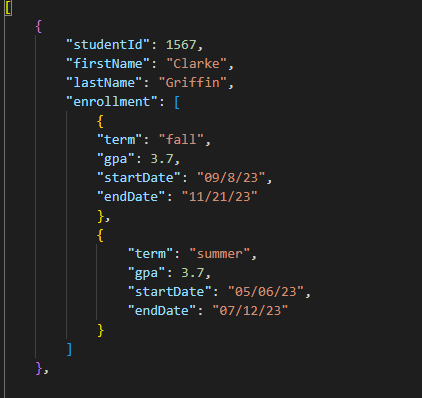 [
{
"studentId": 1567,
"firstName": "Clarke",
"lastName": "Griffin",
"enrollment": [
{
"term": "fall",
"gpa": 3.7,
"startDate": "09/8/23",
"endDate": "11/21/23"
},
{
"term": "summer",
"gpa": 3.7,
"startDate": "05/06/23",
"endDate": "07/12/23"
}
]
},